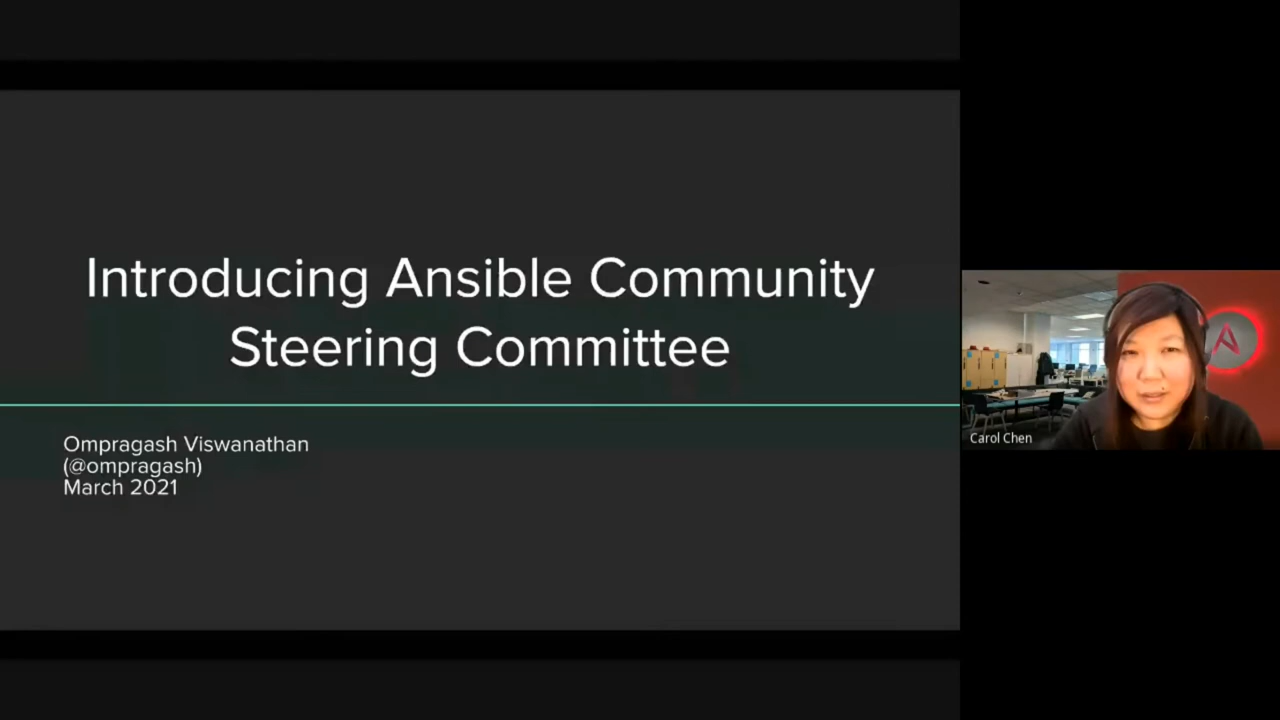 Introducing Ansible Community
Steering Committee
Ompragash Viswanathan
(@ompragash)
March 2021
Carol Chen